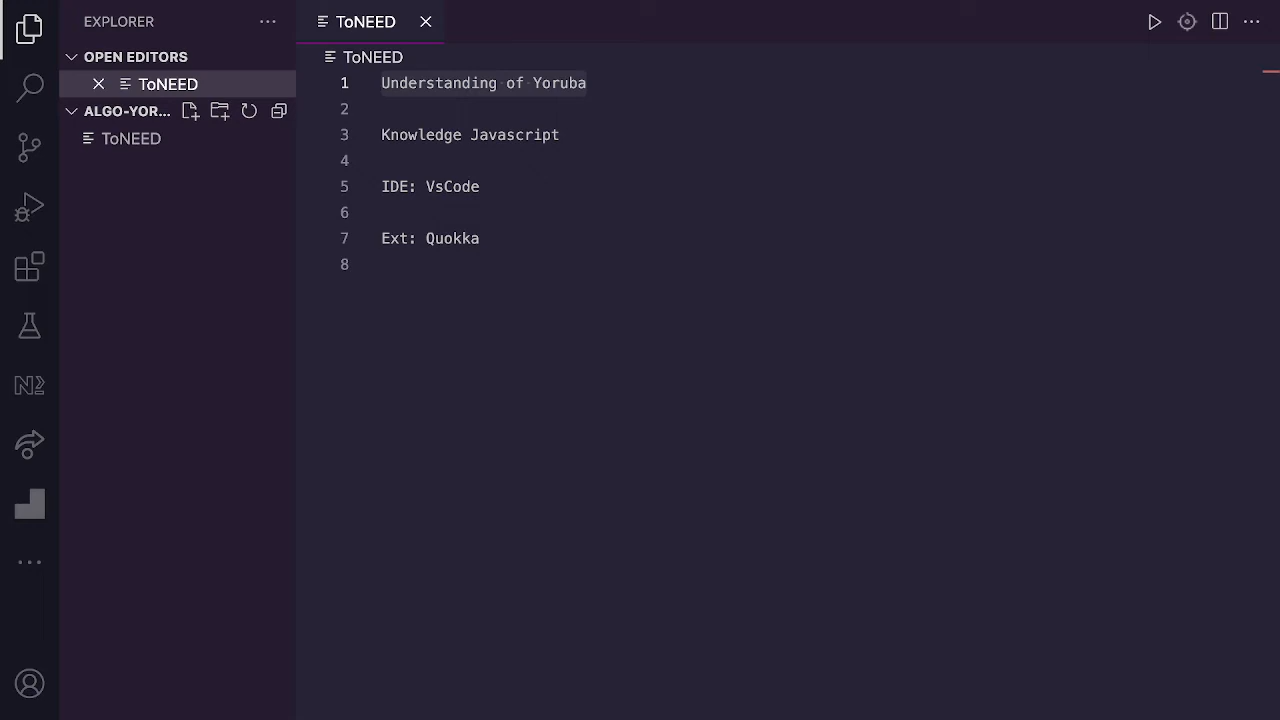 EXPLORER
OPEN EDITORS
ToNEED
ALGO-YOR...
ToNEED
ToNEED
ToNEED
1 Understanding of Yoruba
2
3 Knowledge Javascript
4
5 IDE: VsCode
6
7 Ext: Quokka
8